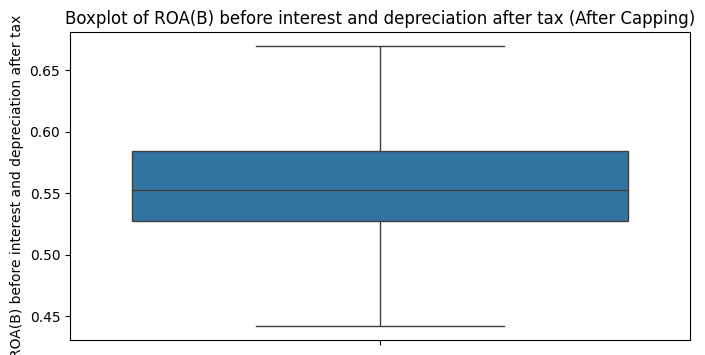 Boxplot of ROA(B) before interest and depreciation after tax (After Capping)
ROA(B) before interest and depreciation after tax
0.65
0.60
0.55
0.50
0.45